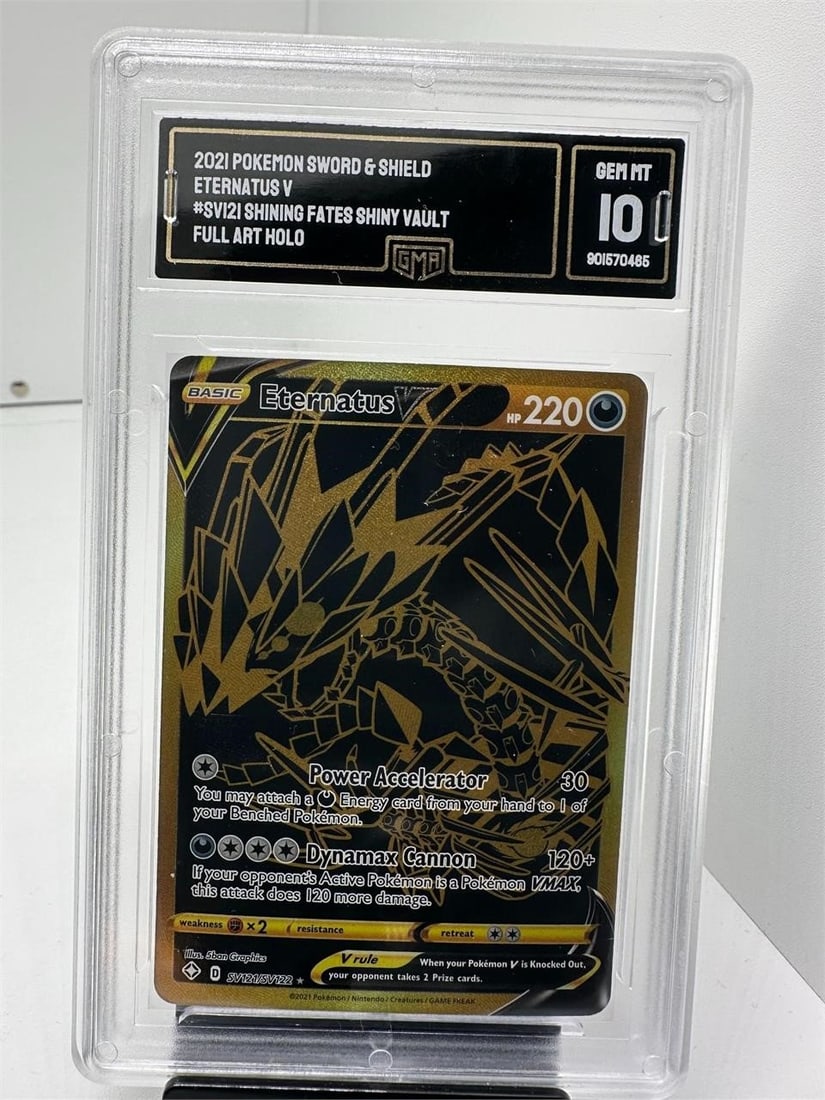 2021 POKEMON SWORD & SHIELD
ETERNATUS V
#SV121 SHINING FATES SHINY VAULT
FULL ART HOLO
GMA
GEM MT
10
901570485
BASIC Eternatus V HP 220
Power Accelerator 30
You may attach a Energy card from your hand to 1 of
your Benched Pokémon.
Dynamax Cannon 120+
If your opponent's Active Pokémon is a Pokémon VMAX,
this attack does 120 more damage.
weakness ×2 resistance retreat
Illus. 5ban Graphics
V rule When your Pokémon V is Knocked Out,
your opponent takes 2 Prize cards.
D SV121/SV122 ★
©2021 Pokémon / Nintendo / Creatures / GAME FREAK